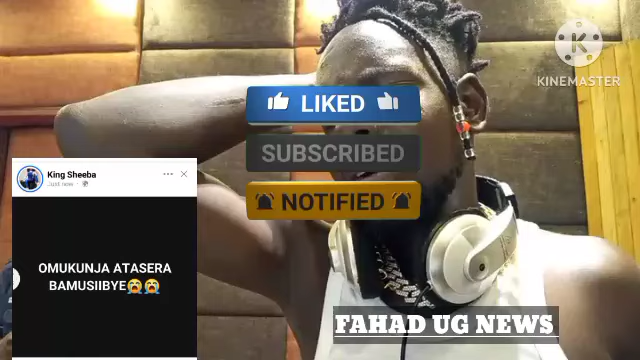 KINEMASTER
LIKED
SUBSCRIBED
NOTIFIED
King Sheeba
Just now
OMUKUNJA ATASERA
BAMUSIIBYE😭😭
FAHAD UG NEWS